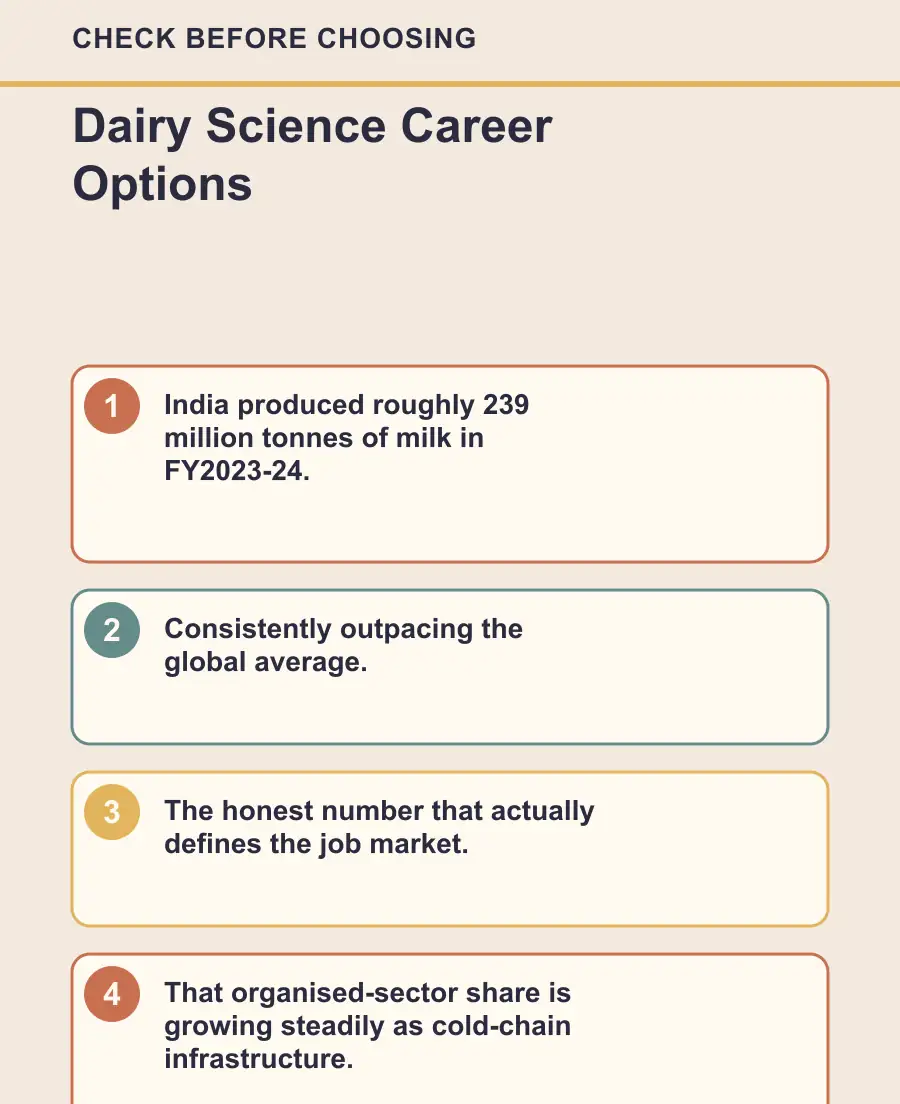 CHECK BEFORE CHOOSING
Dairy Science Career
Options
1
India produced roughly 239
million tonnes of milk in
FY2023-24.
2
Consistently outpacing the
global average.
3
The honest number that actually
defines the job market.
4
That organised-sector share is
growing steadily as cold-chain
infrastructure.